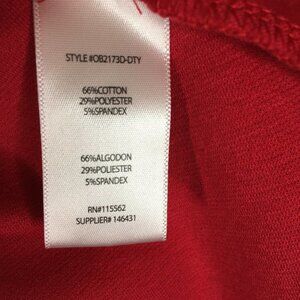 STYLE #OB2173D-DTY
66%COTTON
29%POLYESTER
5%SPANDEX
66%ALGODON
29%POLIESTER
5%SPANDEX
RN#115562
SUPPLIER# 146431